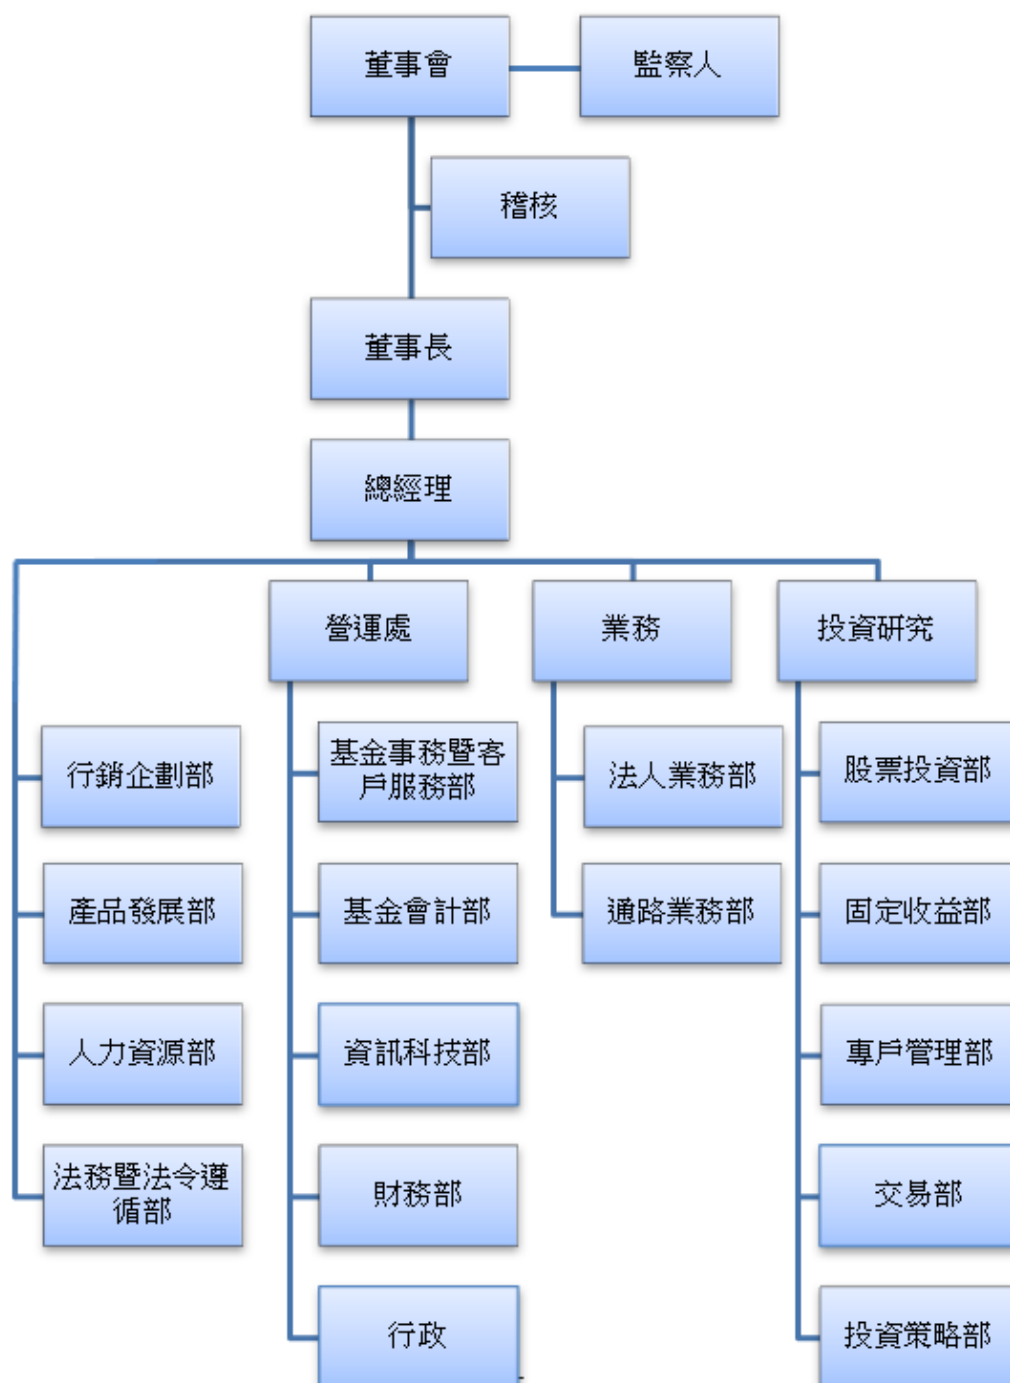 董事會
監察人
稽核
董事長
總經理
營運處
業務
投資研究
行銷企劃部
產品發展部
人力資源部
法務暨法令遵
循部
基金事務暨客
戶服務部
基金會計部
資訊科技部
財務部
行政
法人業務部
通路業務部
股票投資部
固定收益部
專戶管理部
交易部
投資策略部